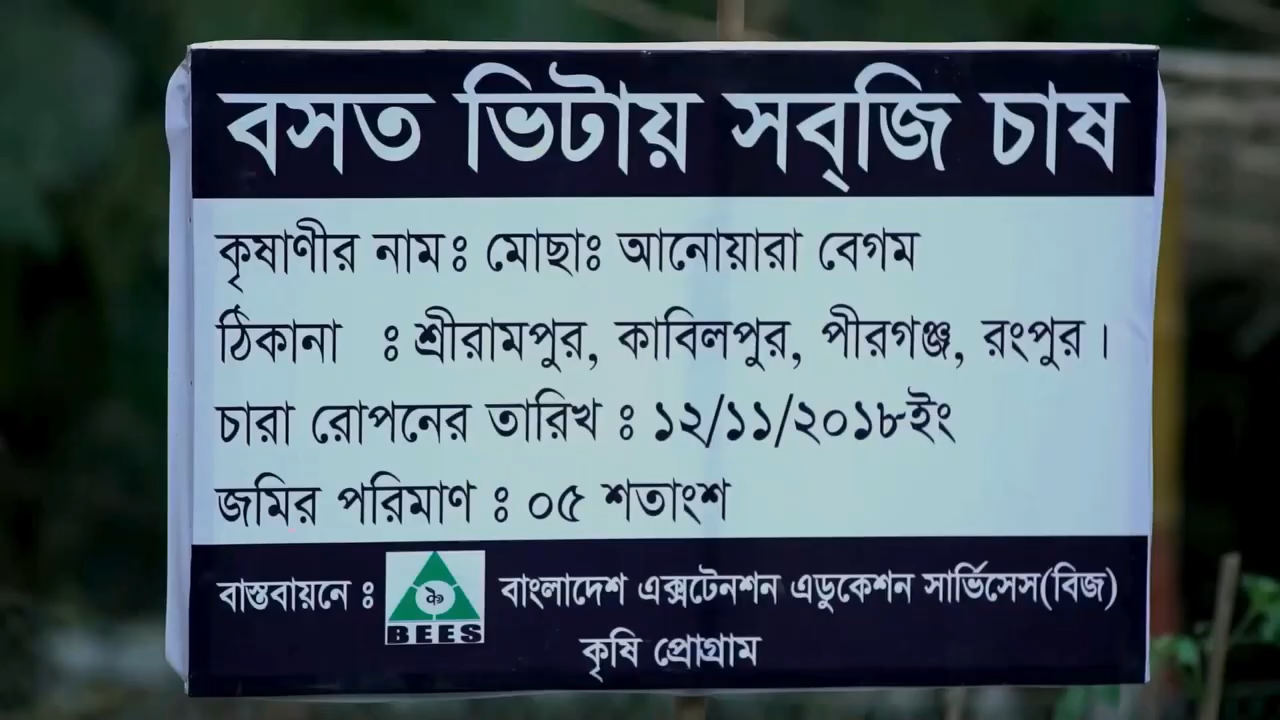 বসত ভিটায় সব্‌জি চাষ
কৃষাণীর নাম ঃ মোছাঃ আনোয়ারা বেগম
ঠিকানা ঃ শ্রীরামপুর, কাবিলপুর, পীরগঞ্জ, রংপুর।
চারা রোপনের তারিখ ঃ ১২/১১/২০১৮ইং
জমির পরিমাণ ঃ ০৫ শতাংশ
বাস্তবায়নে ঃ BEES বাংলাদেশ এক্সটেনশন এডুকেশন সার্ভিসেস(বিজ)
কৃষি প্রোগ্রাম